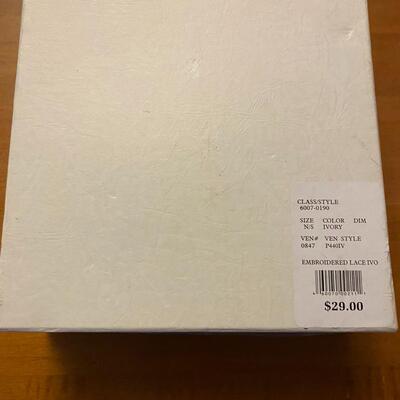 CLASS/STYLE
6007-0190
SIZE COLOR DIM
N/S IVORY
VEN# VEN STYLE
0847 P440IV
EMBROIDERED LACE IVO
$29.00